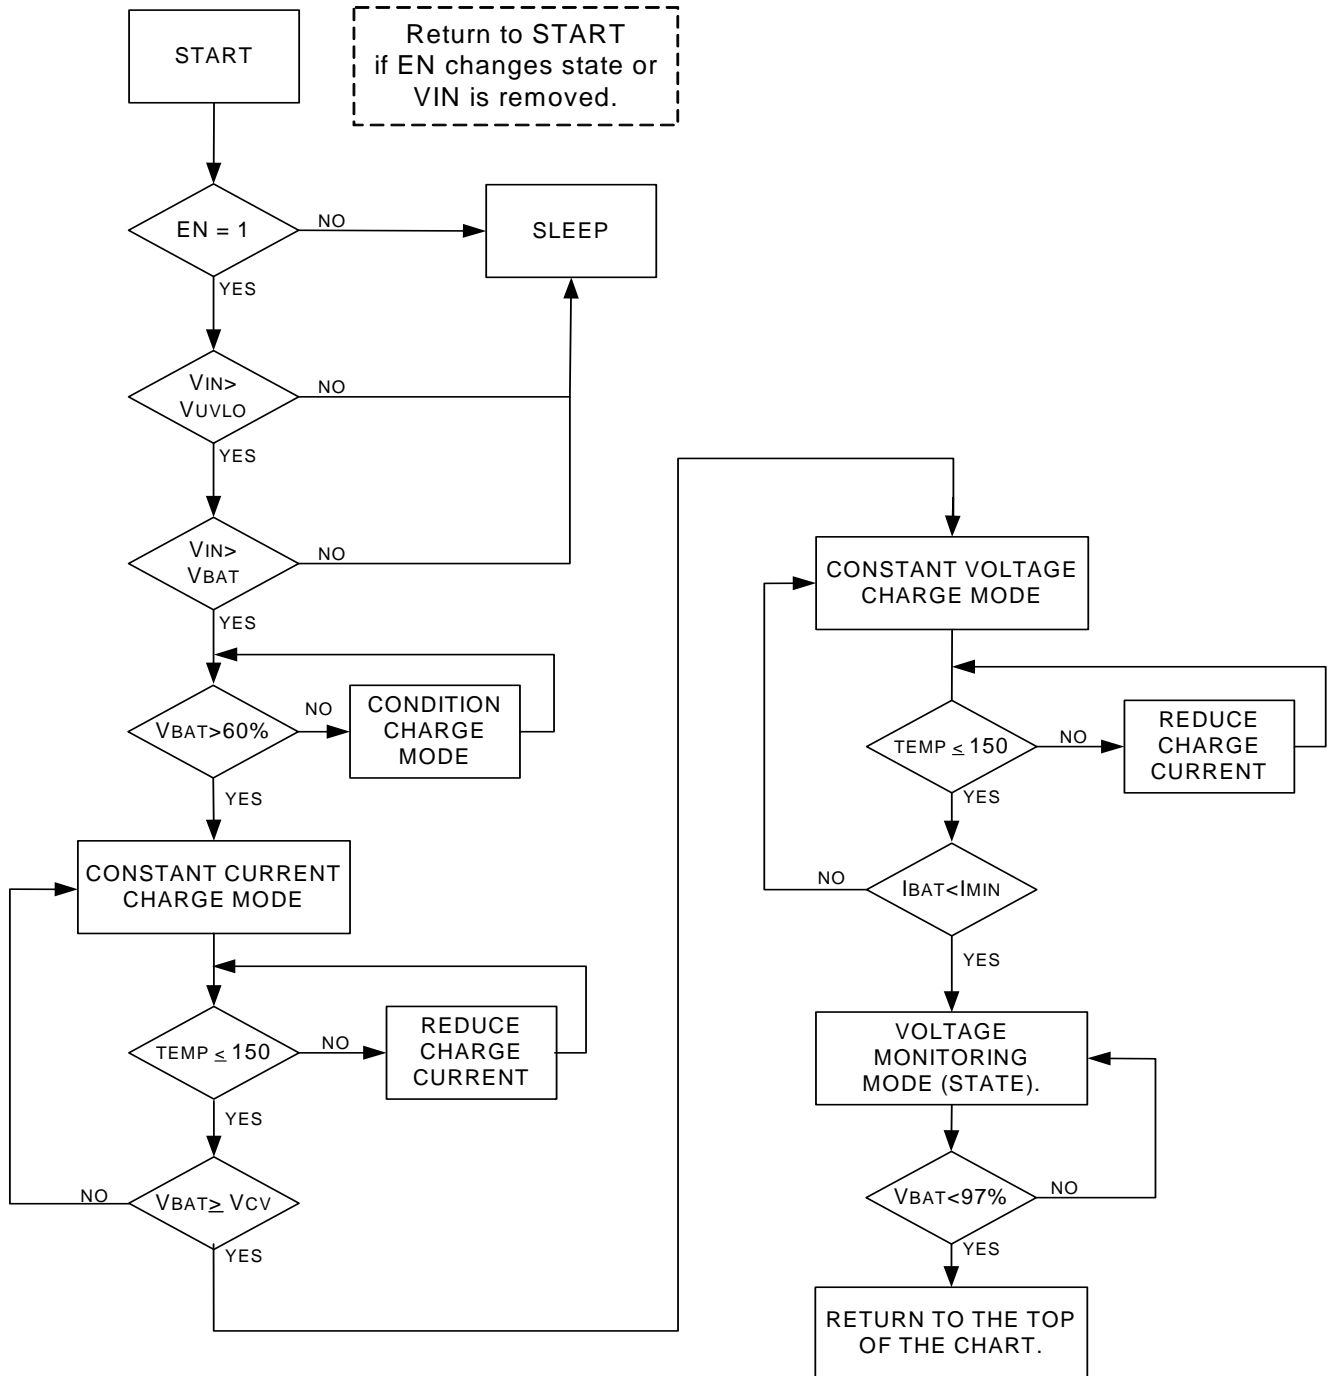 START
Return to START
if EN changes state or
VIN is removed.
EN = 1
NO
SLEEP
YES
VIN>
VUVLO
NO
YES
VIN>
VBAT
NO
YES
VBAT>60%
NO
CONDITION
CHARGE
MODE
YES
CONSTANT CURRENT
CHARGE MODE
TEMP ≤ 150
NO
REDUCE
CHARGE
CURRENT
YES
VBAT≥ VCV
NO
YES
CONSTANT VOLTAGE
CHARGE MODE
TEMP ≤ 150
NO
REDUCE
CHARGE
CURRENT
YES
IBAT<IMIN
NO
YES
VOLTAGE
MONITORING
MODE (STATE).
VBAT<97%
NO
YES
RETURN TO THE TOP
OF THE CHART.